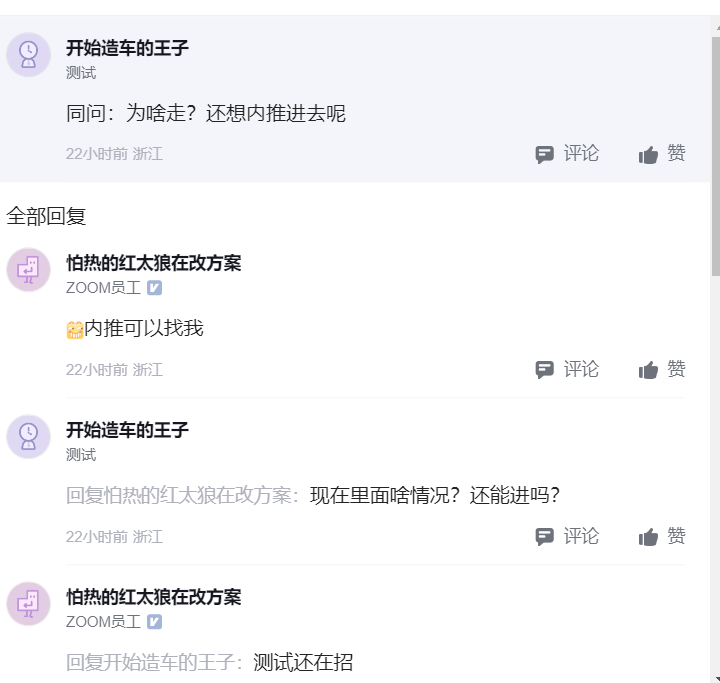 开始造车的王子
测试
同问：为啥走？还想内推进去呢
22小时前 浙江
评论
赞
全部回复
怕热的红太狼在改方案
ZOOM员工
内推可以找我
22小时前 浙江
评论
赞
开始造车的王子
测试
回复怕热的红太狼在改方案：现在里面啥情况？还能进吗？
22小时前 浙江
评论
赞
怕热的红太狼在改方案
ZOOM员工
回复开始造车的王子：测试还在招